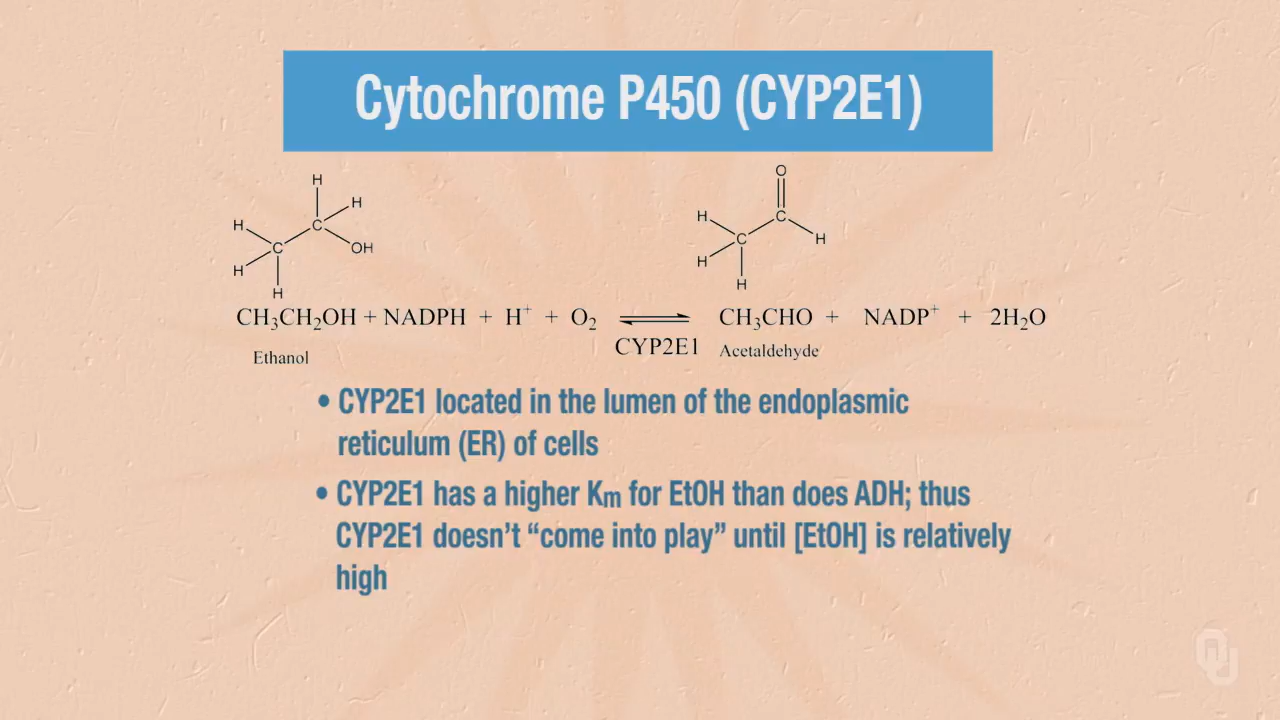 Cytochrome P450 (CYP2E1)
H
H
H
C
C
OH
H
H
O
H
C
C
H
H
H
CH₃CH₂OH + NADPH + H⁺ + O₂ ⇌ CH₃CHO + NADP⁺ + 2H₂O
CYP2E1
Ethanol
Acetaldehyde
• CYP2E1 located in the lumen of the endoplasmic
reticulum (ER) of cells
• CYP2E1 has a higher Kₘ for EtOH than does ADH; thus
CYP2E1 doesn't “come into play” until [EtOH] is relatively
high
OU